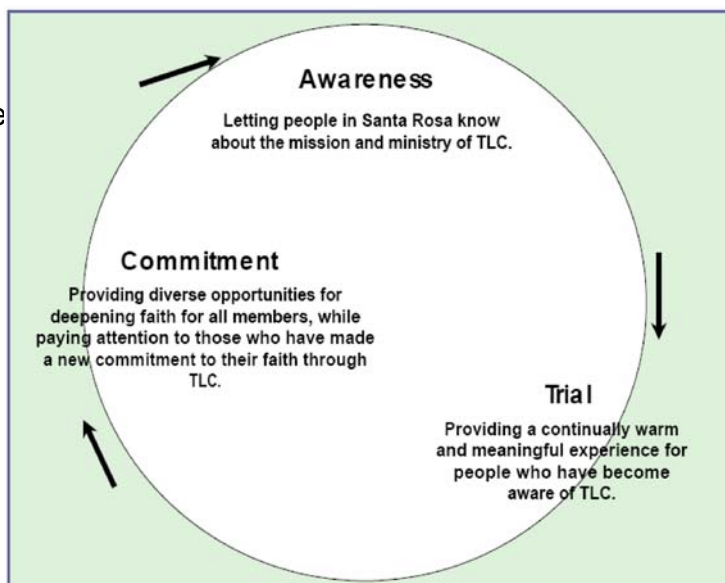 Awareness
Letting people in Santa Rosa know
about the mission and ministry of TLC.
Commitment
Providing diverse opportunities for
deepening faith for all members, while
paying attention to those who have made
a new commitment to their faith through
TLC.
Trial
Providing a continually warm
and meaningful experience for
people who have become
aware of TLC.